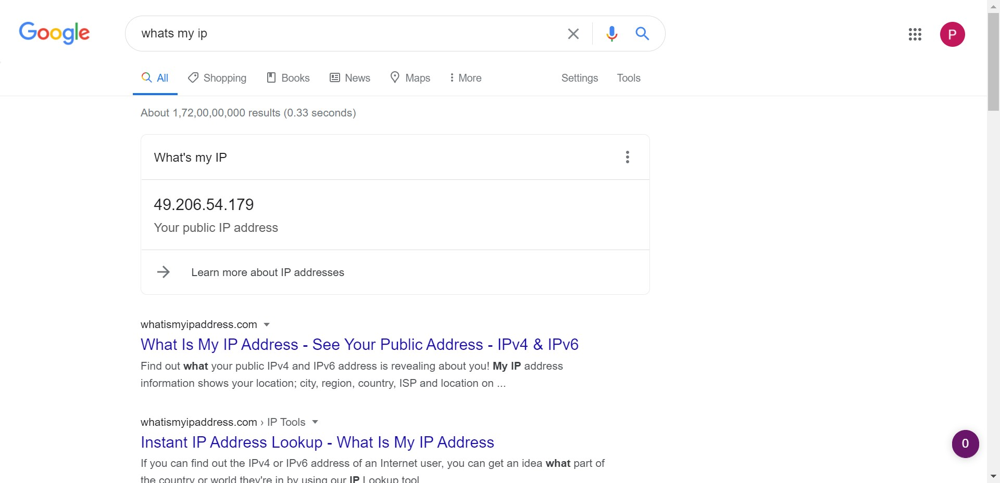 Google
whats my ip
P
All Shopping Books News Maps More Settings Tools
About 1,72,00,00,000 results (0.33 seconds)
What's my IP
49.206.54.179
Your public IP address
Learn more about IP addresses
whatismyipaddress.com
What Is My IP Address - See Your Public Address - IPv4 & IPv6
Find out what your public IPv4 and IPv6 address is revealing about you! My IP address
information shows your location; city, region, country, ISP and location on ...
whatismyipaddress.com › IP Tools
Instant IP Address Lookup - What Is My IP Address
0
If you can find out the IPv4 or IPv6 address of an Internet user, you can get an idea what part of
the country or world they're in by using our IP Lookup tool